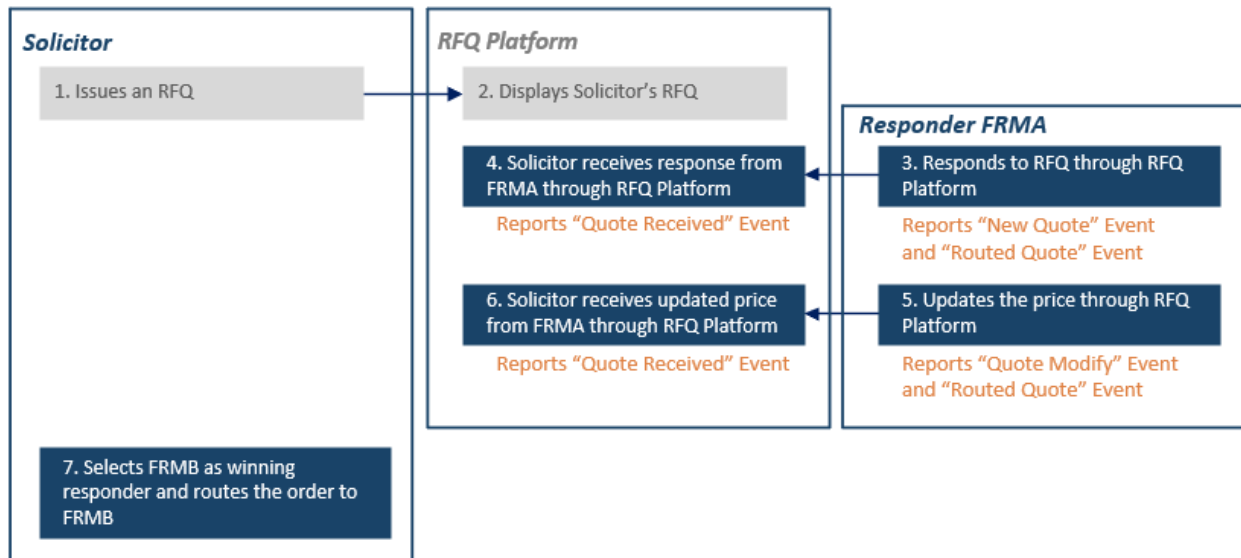 Solicitor
1. Issues an RFQ
RFQ Platform
2. Displays Solicitor's RFQ
Responder FRMA
3. Responds to RFQ through RFQ
Platform
Reports “New Quote” Event
and “Routed Quote” Event
4. Solicitor receives response from
FRMA through RFQ Platform
Reports “Quote Received” Event
5. Updates the price through RFQ
Platform
Reports “Quote Modify” Event
and “Routed Quote” Event
6. Solicitor receives updated price
from FRMA through RFQ Platform
Reports “Quote Received” Event
7. Selects FRMB as winning
responder and routes the order to
FRMB